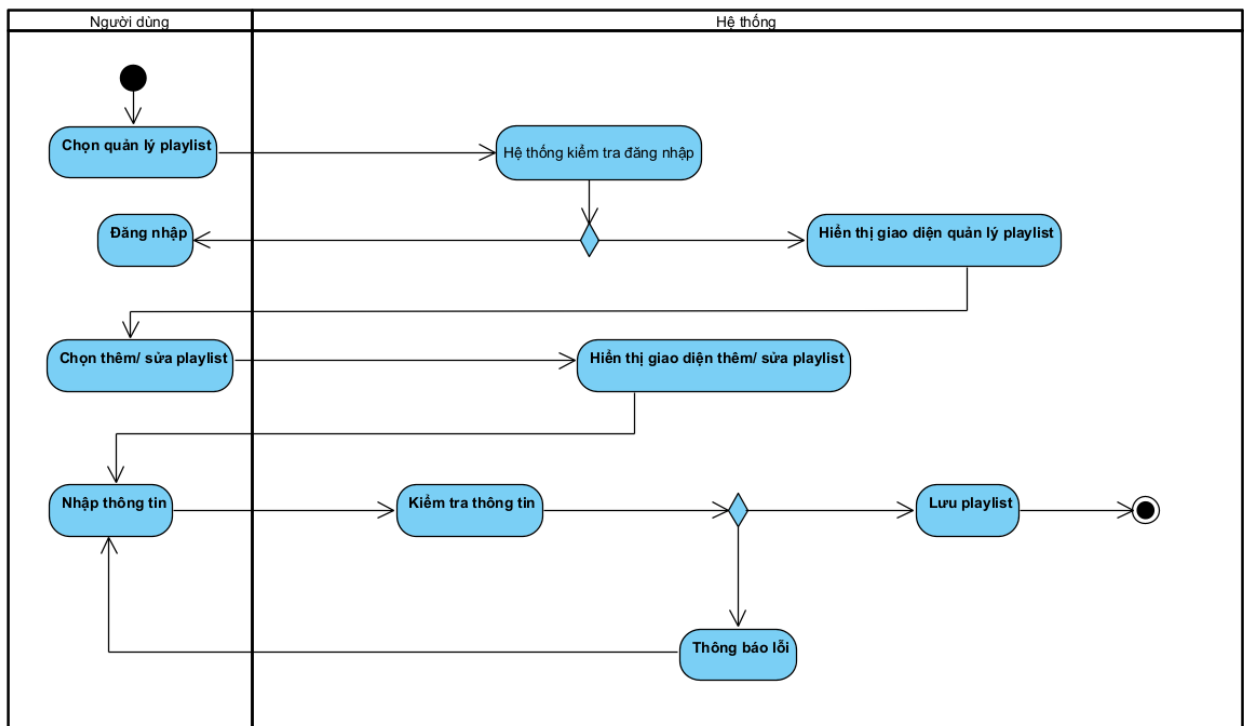 Người dùng
Hệ thống
Chọn quản lý playlist
Hệ thống kiểm tra đăng nhập
Đăng nhập
Hiển thị giao diện quản lý playlist
Chọn thêm/ sửa playlist
Hiển thị giao diện thêm/ sửa playlist
Nhập thông tin
Kiểm tra thông tin
Lưu playlist
Thông báo lỗi